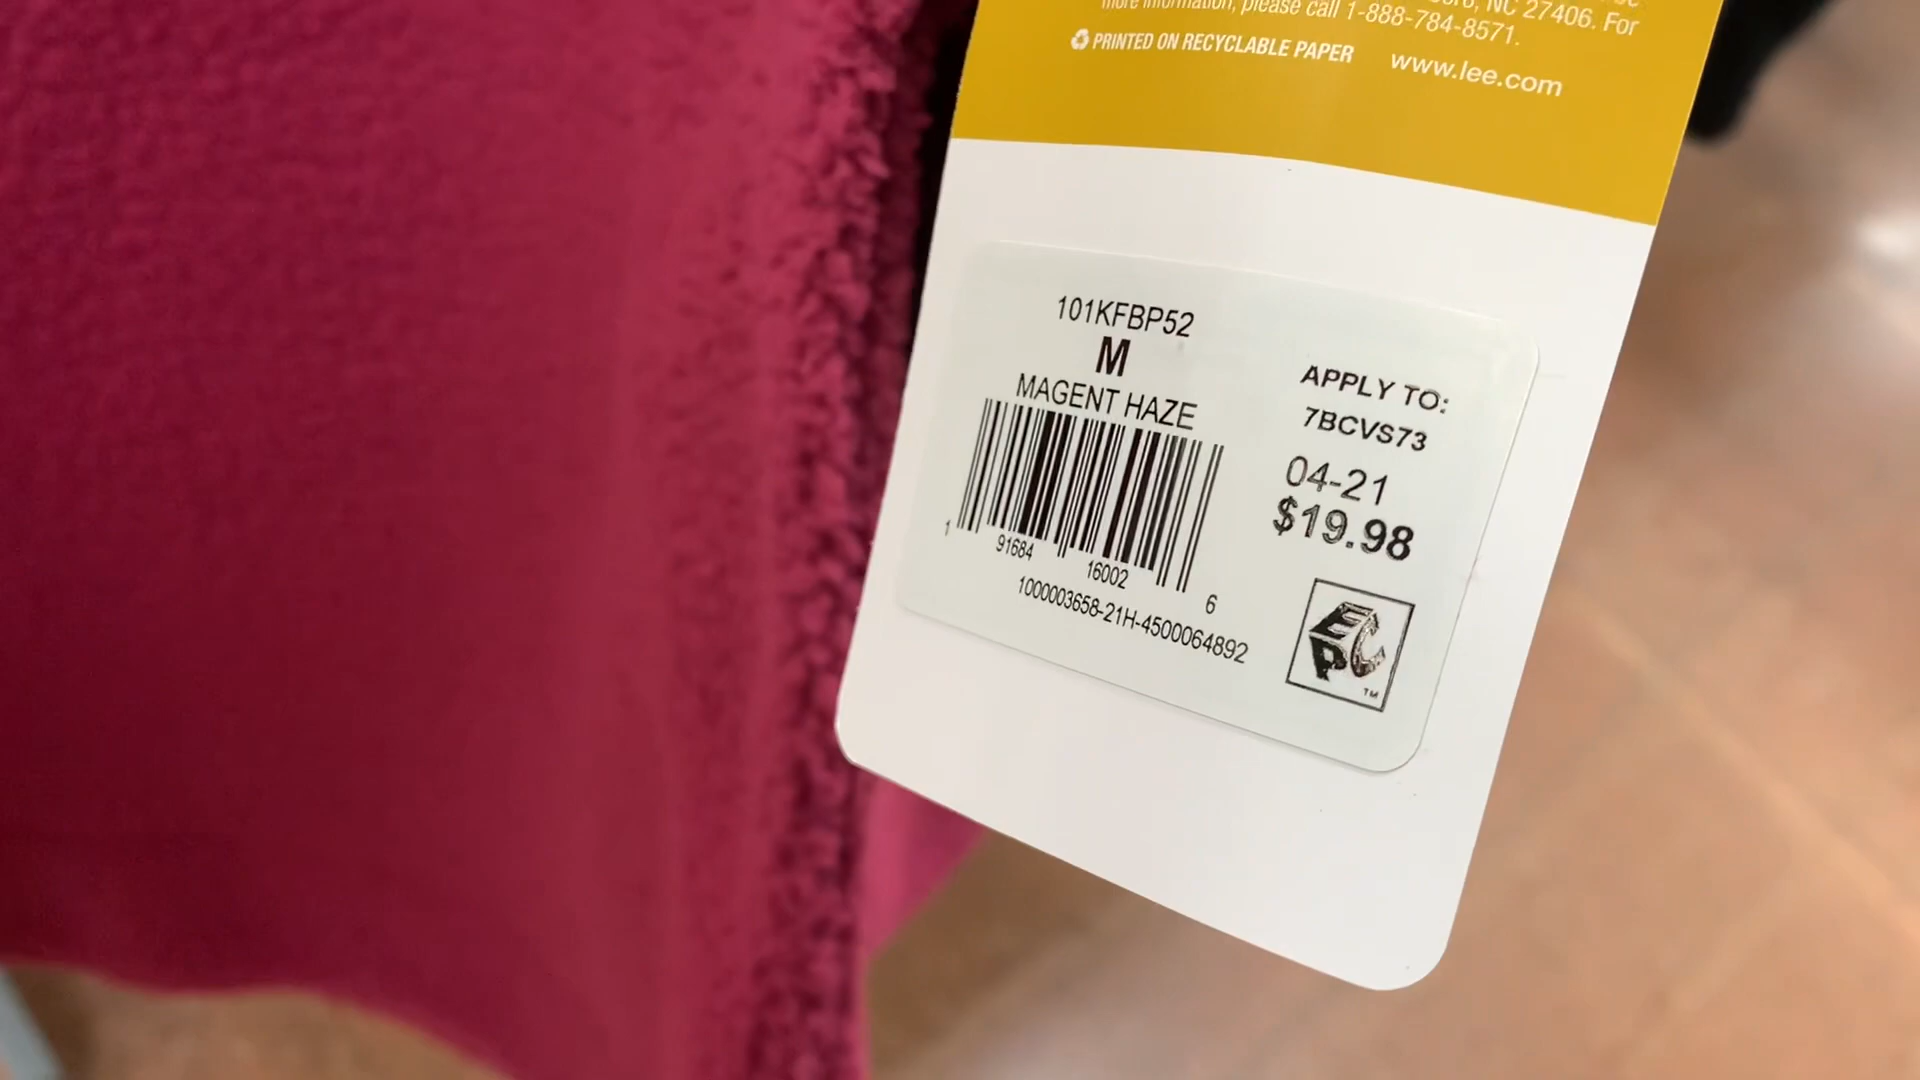 NC 27406. For
more information, please call 1-888-784-8571.
PRINTED ON RECYCLABLE PAPER www.lee.com
101KFBP52
M
MAGENT HAZE
1 91684 16002 6
1000003658-21H-4500064892
APPLY TO:
7BCVS73
04-21
$19.98
EPC TM